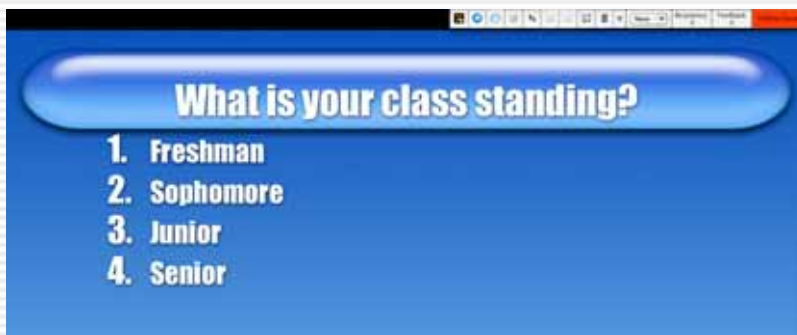 What is your class standing?
1. Freshman
2. Sophomore
3. Junior
4. Senior